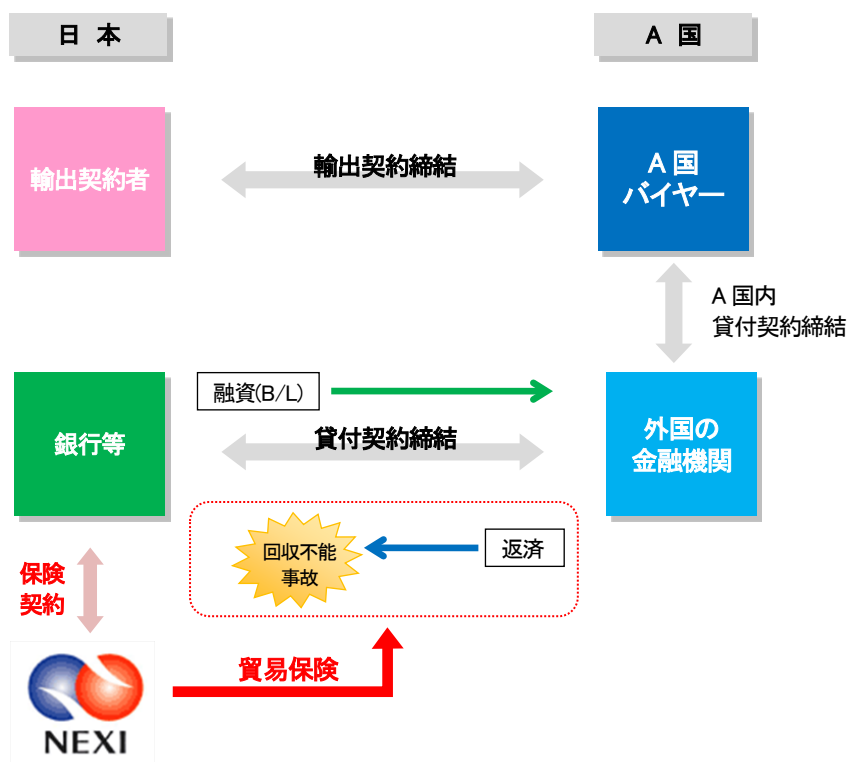 日 本
A 国
輸出契約者
輸出契約締結
A 国
バイヤー
A 国内
貸付契約締結
融資(B/L)
銀行等
貸付契約締結
外国の
金融機関
回収不能
事故
返済
保険
契約
貿易保険
NEXI